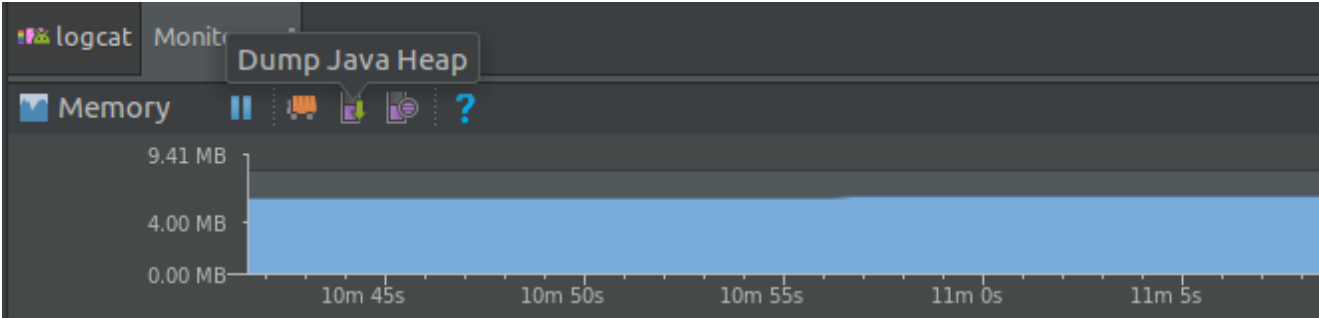 logcat Monit
Dump Java Heap
Memory ?
9.41 MB
4.00 MB
0.00 MB
10m 45s 10m 50s 10m 55s 11m 0s 11m 5s